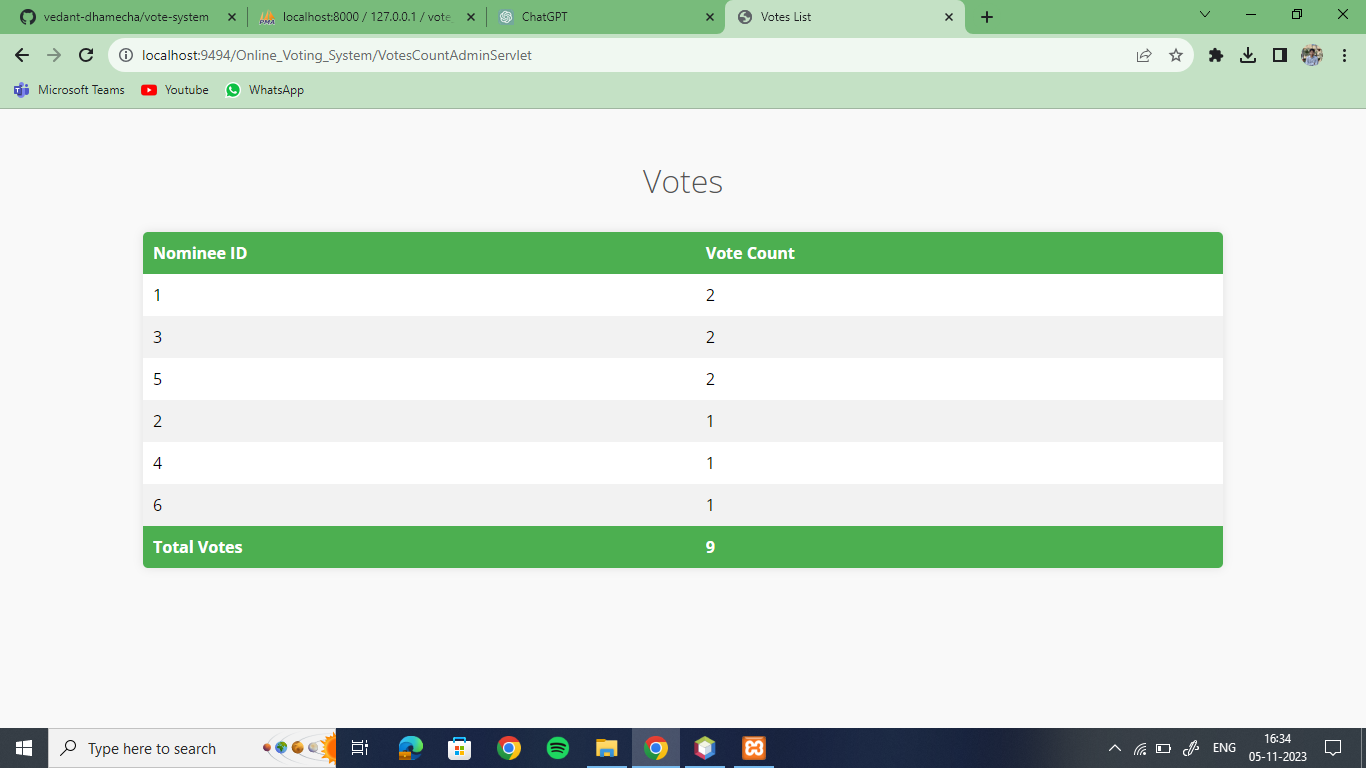 vedant-dhamecha/vote-system
localhost:8000 / 127.0.0.1 / vote_
ChatGPT
Votes List
localhost:9494/Online_Voting_System/VotesCountAdminServlet
Microsoft Teams
Youtube
WhatsApp
Votes
Nominee ID Vote Count
1 2
3 2
5 2
2 1
4 1
6 1
Total Votes 9
Type here to search
ENG
16:34
05-11-2023